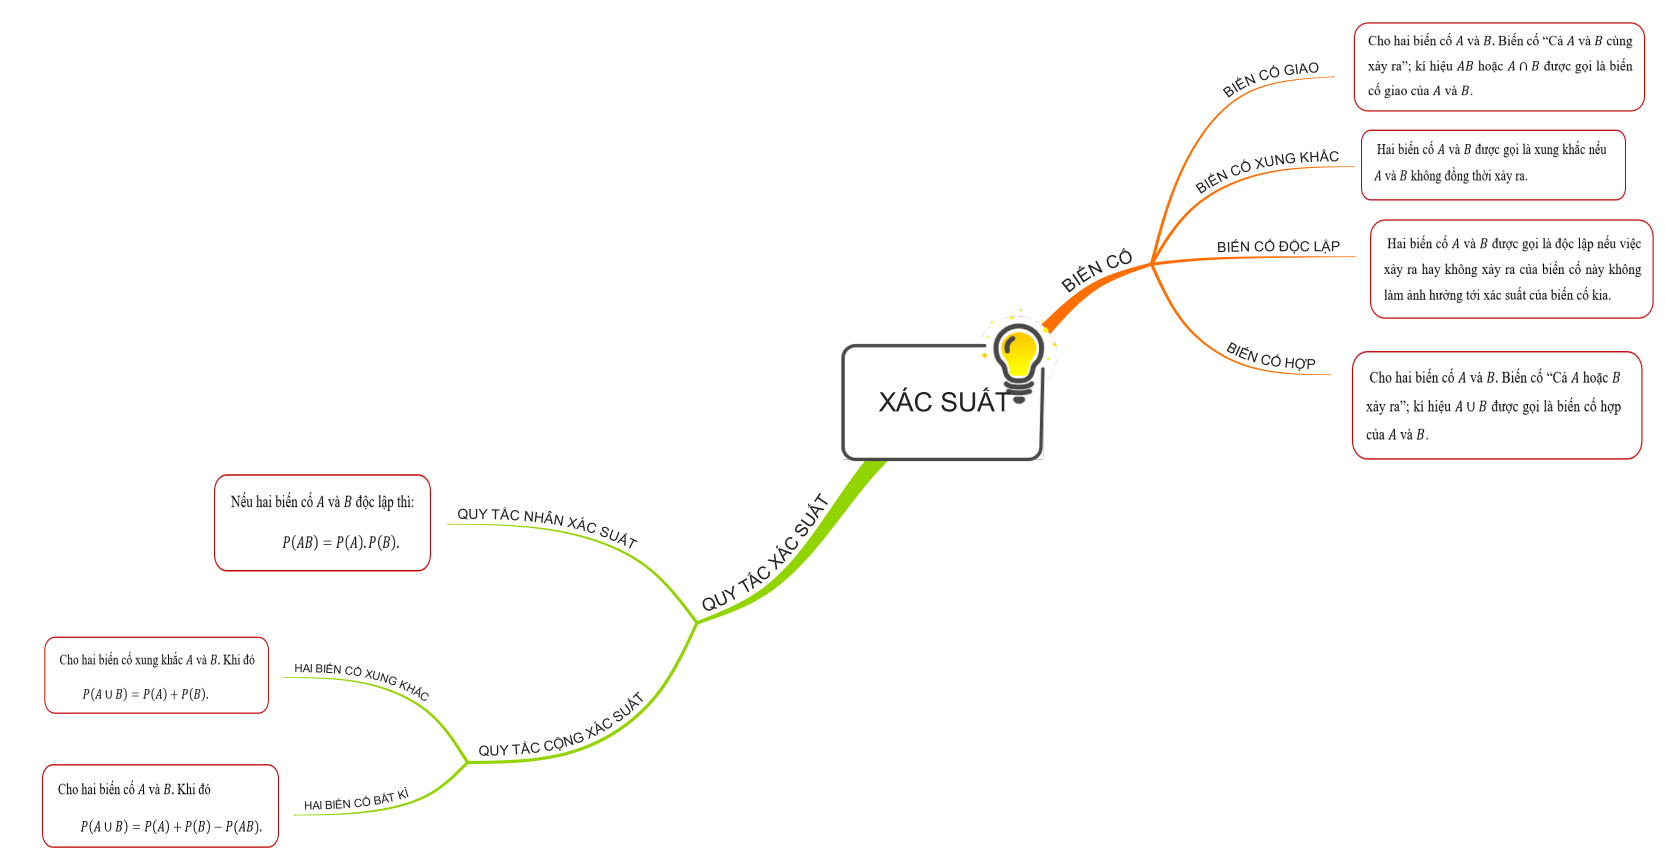 XÁC SUẤT
BIẾN CỐ
BIẾN CỐ GIAO
Cho hai biến cố A và B. Biến cố “Cả A và B cùng
xảy ra”; kí hiệu AB hoặc A ∩ B được gọi là biến
cố giao của A và B.
BIẾN CỐ XUNG KHẮC
Hai biến cố A và B được gọi là xung khắc nếu
A và B không đồng thời xảy ra.
BIẾN CỐ ĐỘC LẬP
Hai biến cố A và B được gọi là độc lập nếu việc
xảy ra hay không xảy ra của biến cố này không
làm ảnh hưởng tới xác suất của biến cố kia.
BIẾN CỐ HỢP
Cho hai biến cố A và B. Biến cố “Cả A hoặc B
xảy ra”; kí hiệu A ∪ B được gọi là biến cố hợp
của A và B.
QUY TẮC XÁC SUẤT
QUY TẮC NHÂN XÁC SUẤT
Nếu hai biến cố A và B độc lập thì:
P(AB) = P(A).P(B).
QUY TẮC CỘNG XÁC SUẤT
HAI BIẾN CỐ XUNG KHẮC
Cho hai biến cố xung khắc A và B. Khi đó
P(A ∪ B) = P(A) + P(B).
HAI BIẾN CỐ BẤT KÌ
Cho hai biến cố A và B. Khi đó
P(A ∪ B) = P(A) + P(B) − P(AB).